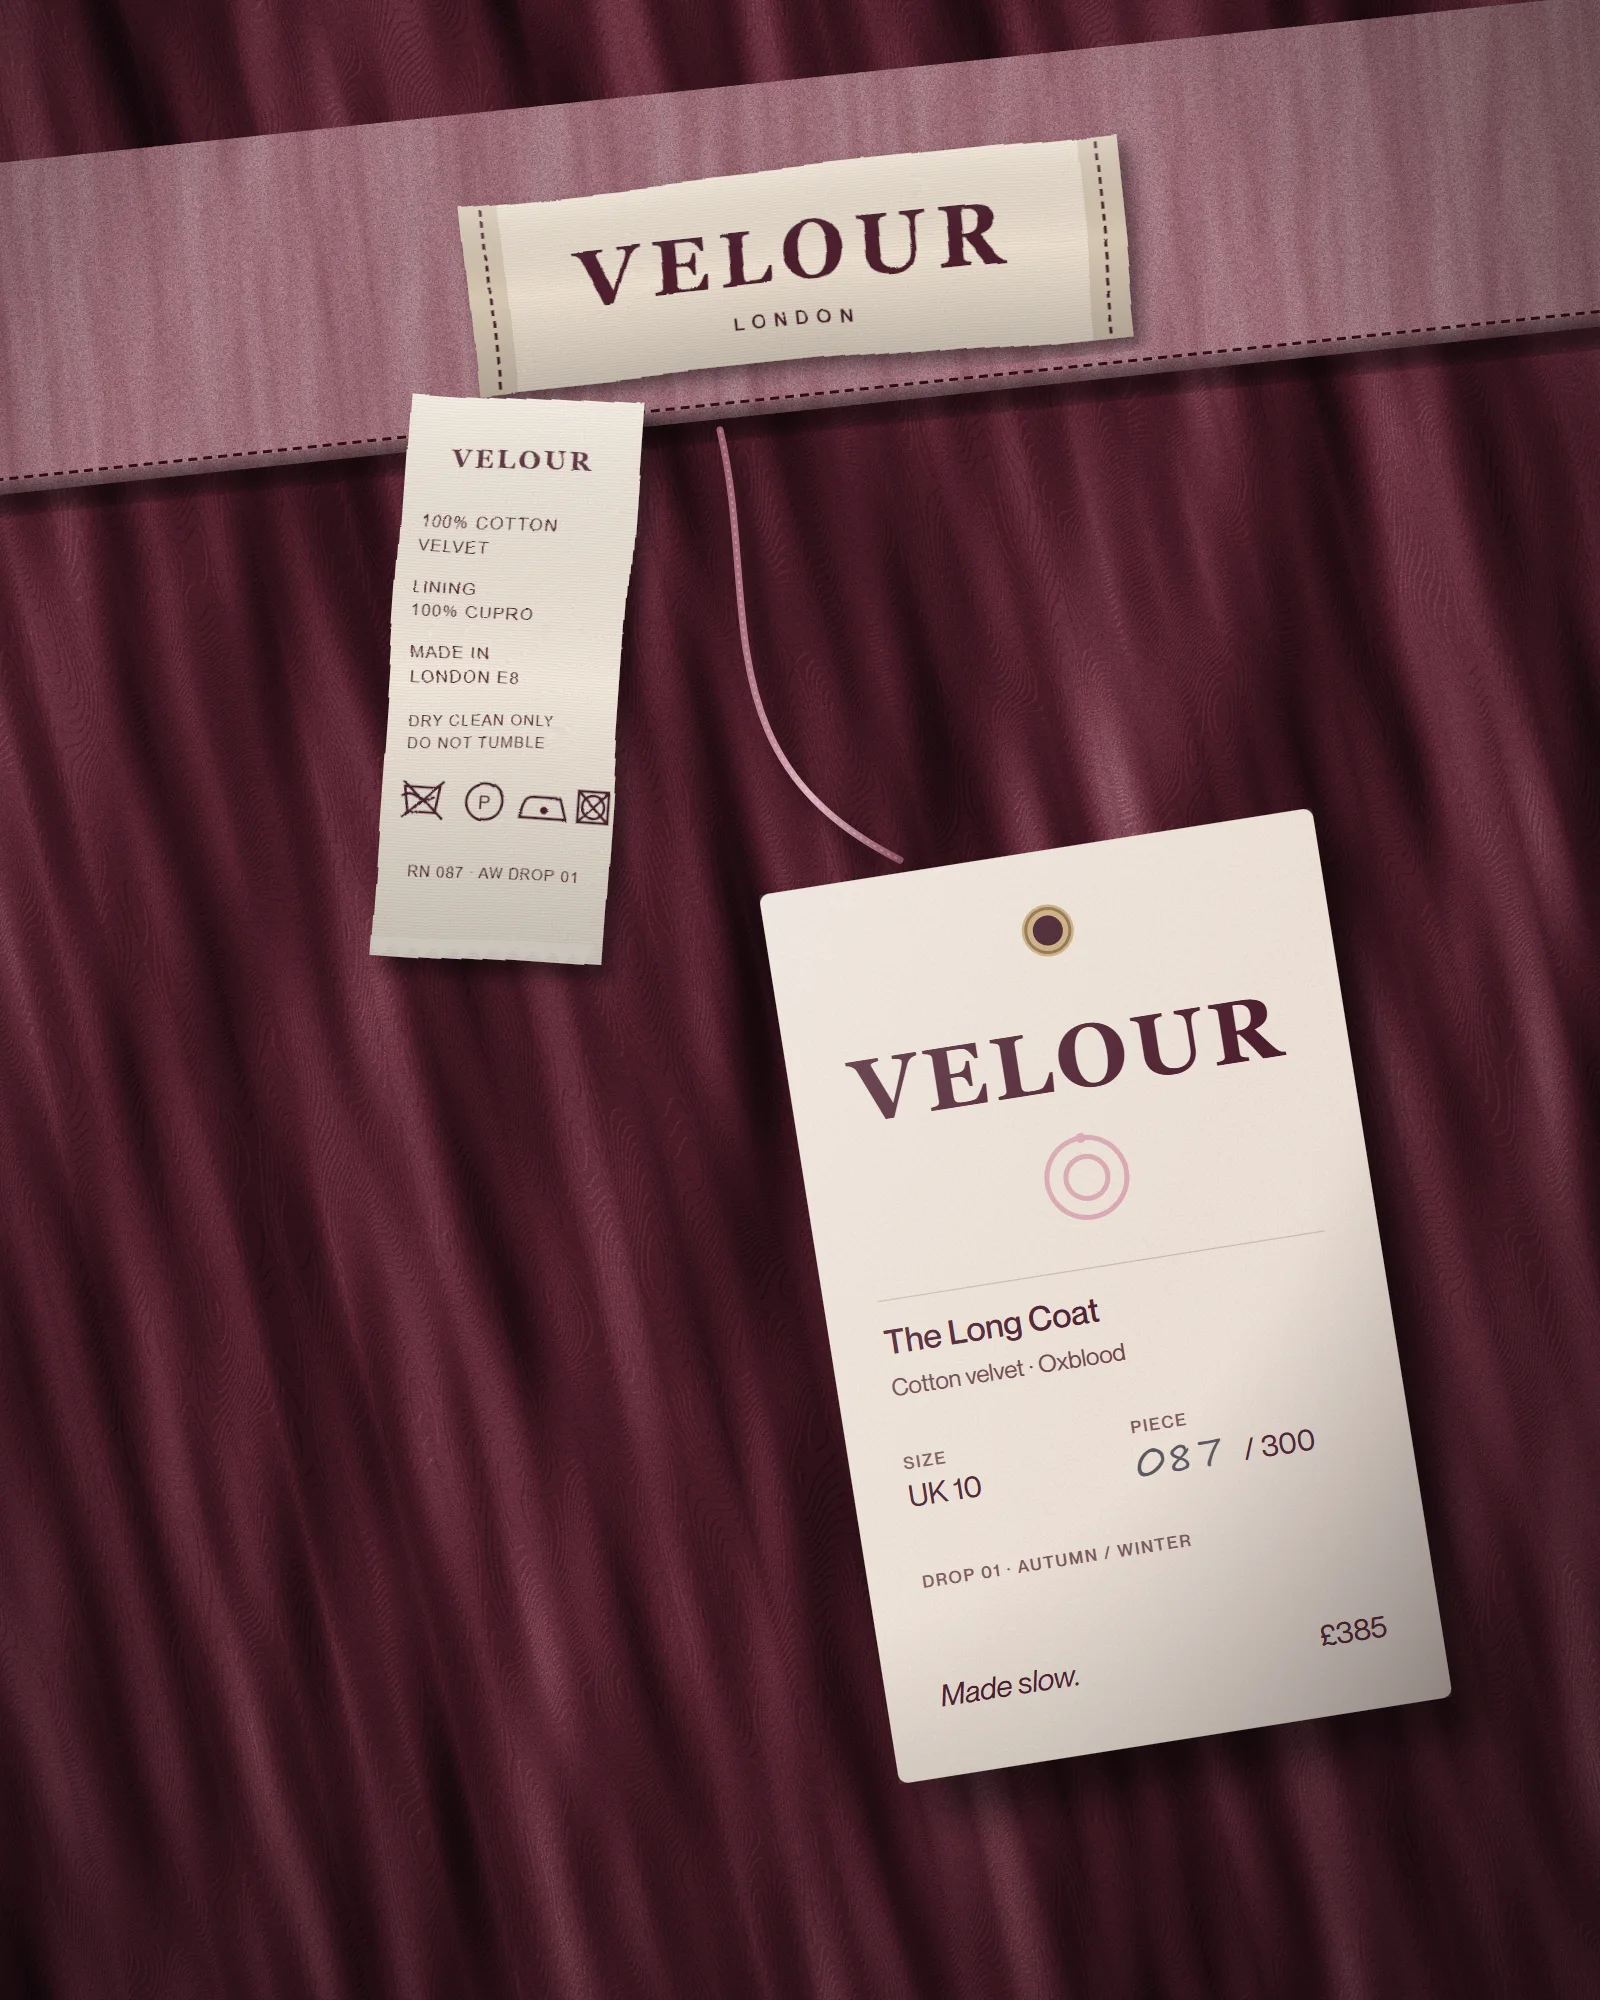 VELOUR
LONDON
VELOUR
100% COTTON
VELVET
LINING
100% CUPRO
MADE IN
LONDON E8
DRY CLEAN ONLY
DO NOT TUMBLE
P
RN 087 · AW DROP 01
VELOUR
The Long Coat
Cotton velvet · Oxblood
SIZE
UK 10
PIECE
087 / 300
DROP 01 · AUTUMN / WINTER
£385
Made slow.